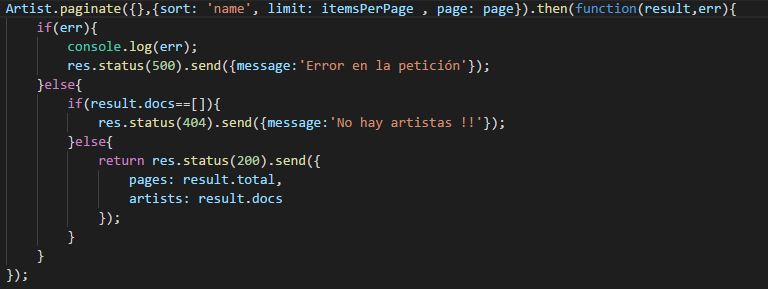 Artist.paginate({},{sort: 'name', limit: itemsPerPage , page: page}).then(function(result,err){
    if(err){
        console.log(err);
        res.status(500).send({message:'Error en la petición'});
    }else{
        if(result.docs==[]){
            res.status(404).send({message:'No hay artistas !!'});
        }else{
            return res.status(200).send({
                pages: result.total,
                artists: result.docs
            });
        }
    }
});